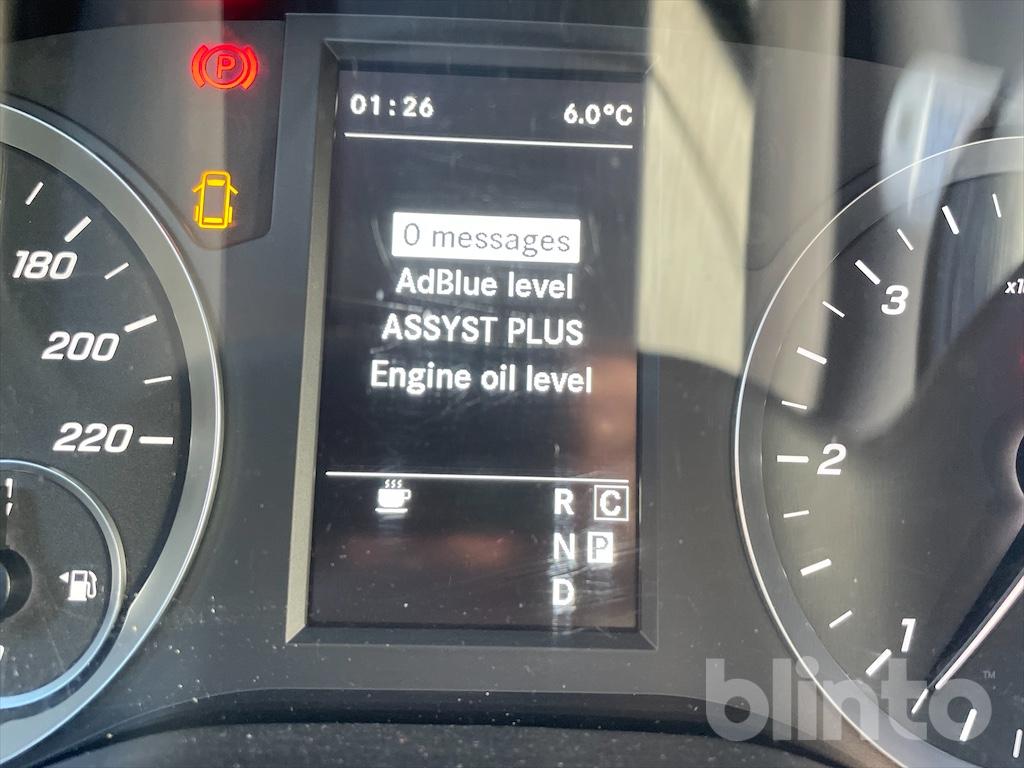 P
01:26 6.0°C
180
200
220
0 messages
AdBlue level
ASSYST PLUS
Engine oil level
R C
N P
D
3
2
1
blinto™